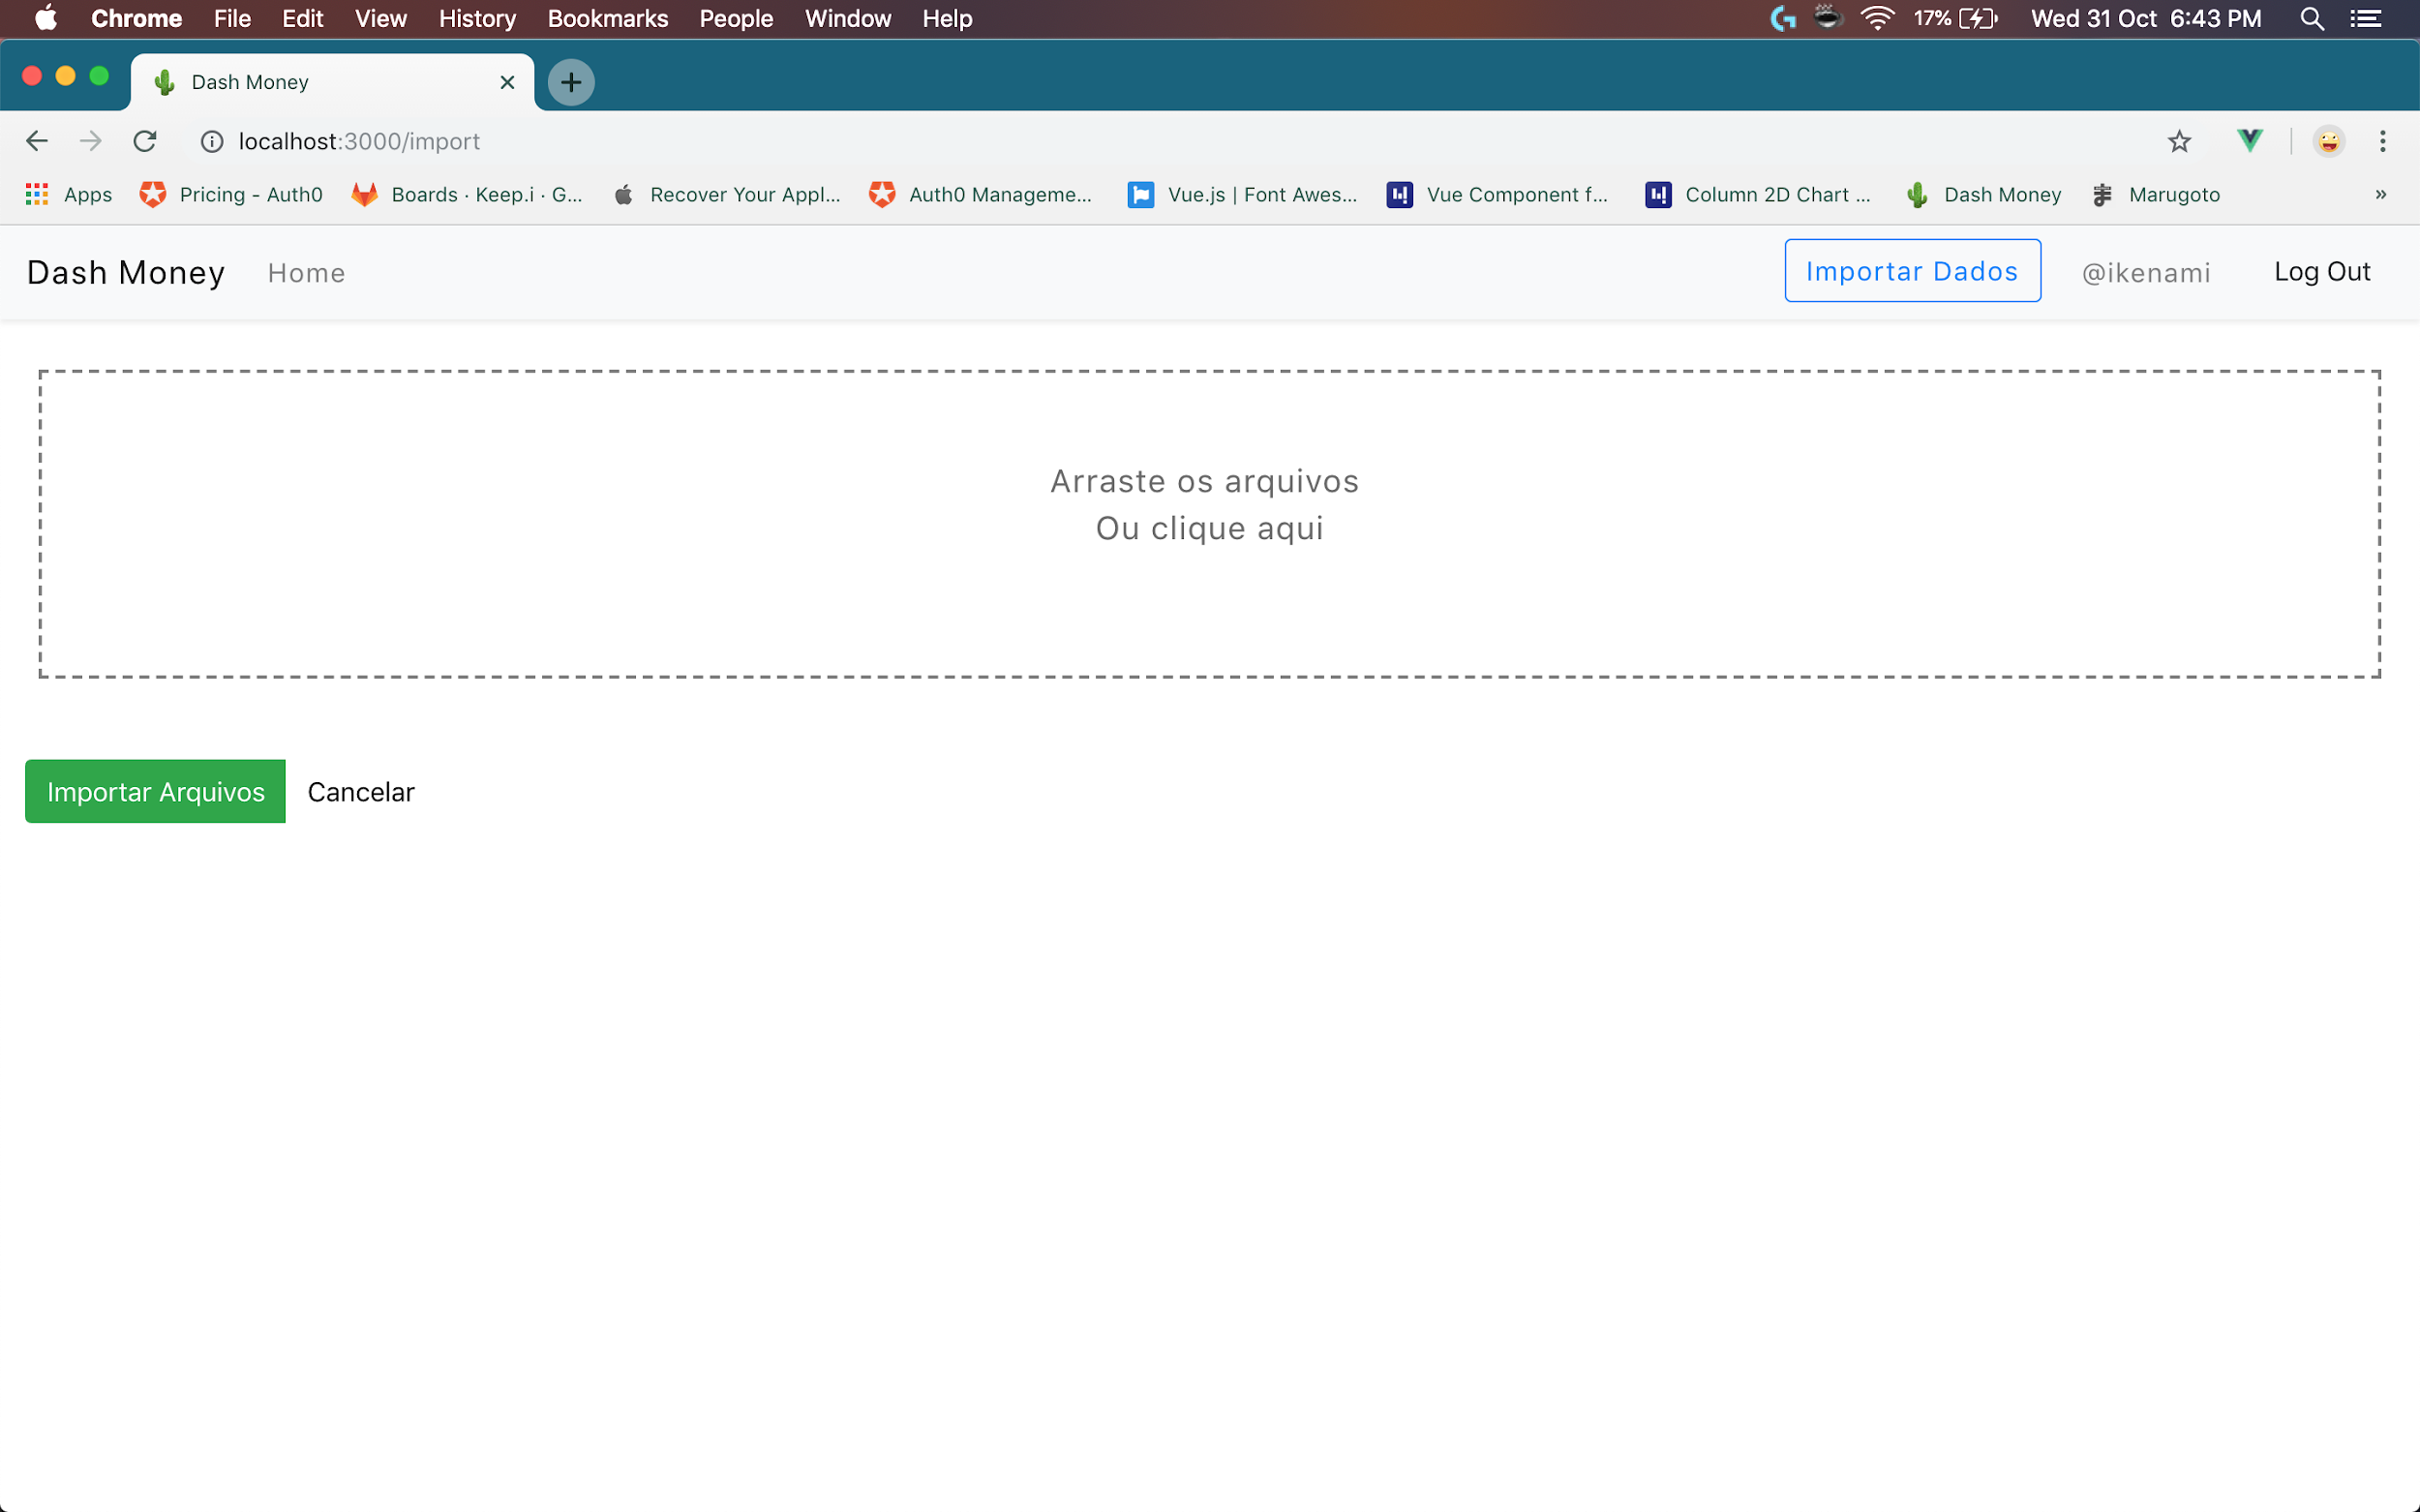 Chrome File Edit View History Bookmarks People Window Help 17% Wed 31 Oct 6:43 PM
Dash Money
localhost:3000/import
Apps Pricing - Auth0 Boards · Keep.i · G... Recover Your Appl... Auth0 Manageme... Vue.js | Font Awes... Vue Component f... Column 2D Chart ... Dash Money Marugoto »
Dash Money Home Importar Dados @ikenami Log Out
Arraste os arquivos
Ou clique aqui
Importar Arquivos Cancelar